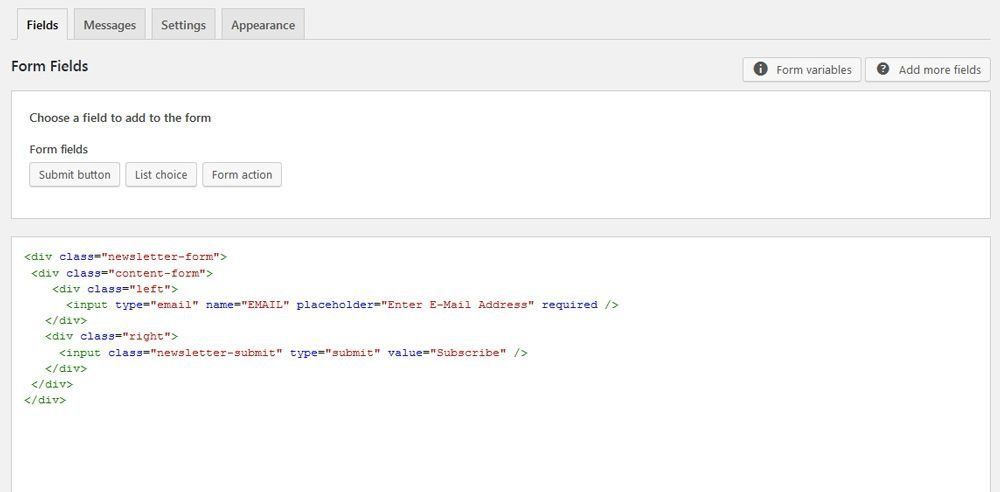 Fields Messages Settings Appearance
Form Fields
Form variables Add more fields
Choose a field to add to the form
Form fields
Submit button List choice Form action
<div class="newsletter-form">
<div class="content-form">
<div class="left">
<input type="email" name="EMAIL" placeholder="Enter E-Mail Address" required />
</div>
<div class="right">
<input class="newsletter-submit" type="submit" value="Subscribe" />
</div>
</div>
</div>